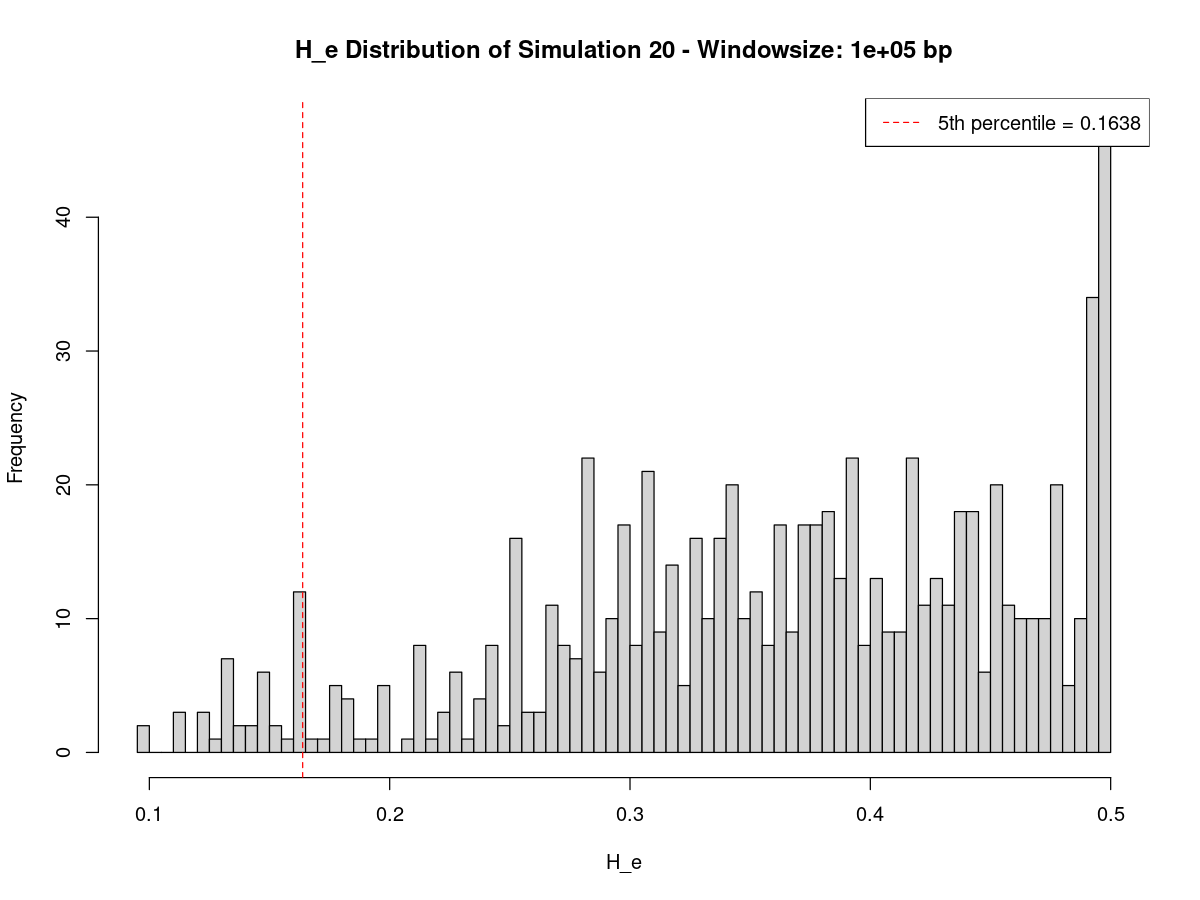 H_e Distribution of Simulation 20 - Windowsize: 1e+05 bp
5th percentile = 0.1638
Frequency
40
30
20
10
0
0.1 0.2 0.3 0.4 0.5
H_e